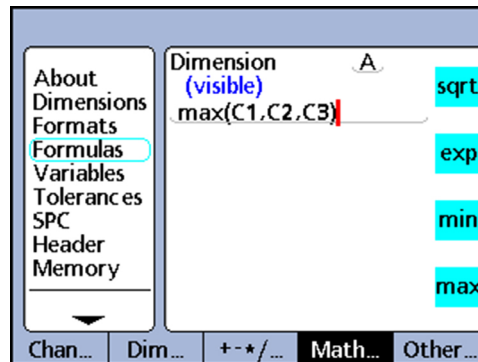 About
Dimensions
Formats
Formulas
Variables
Tolerances
SPC
Header
Memory
Dimension A
(visible)
max(C1,C2,C3)
sqrt
exp
min
max
Chan... Dim... +-*/... Math... Other...